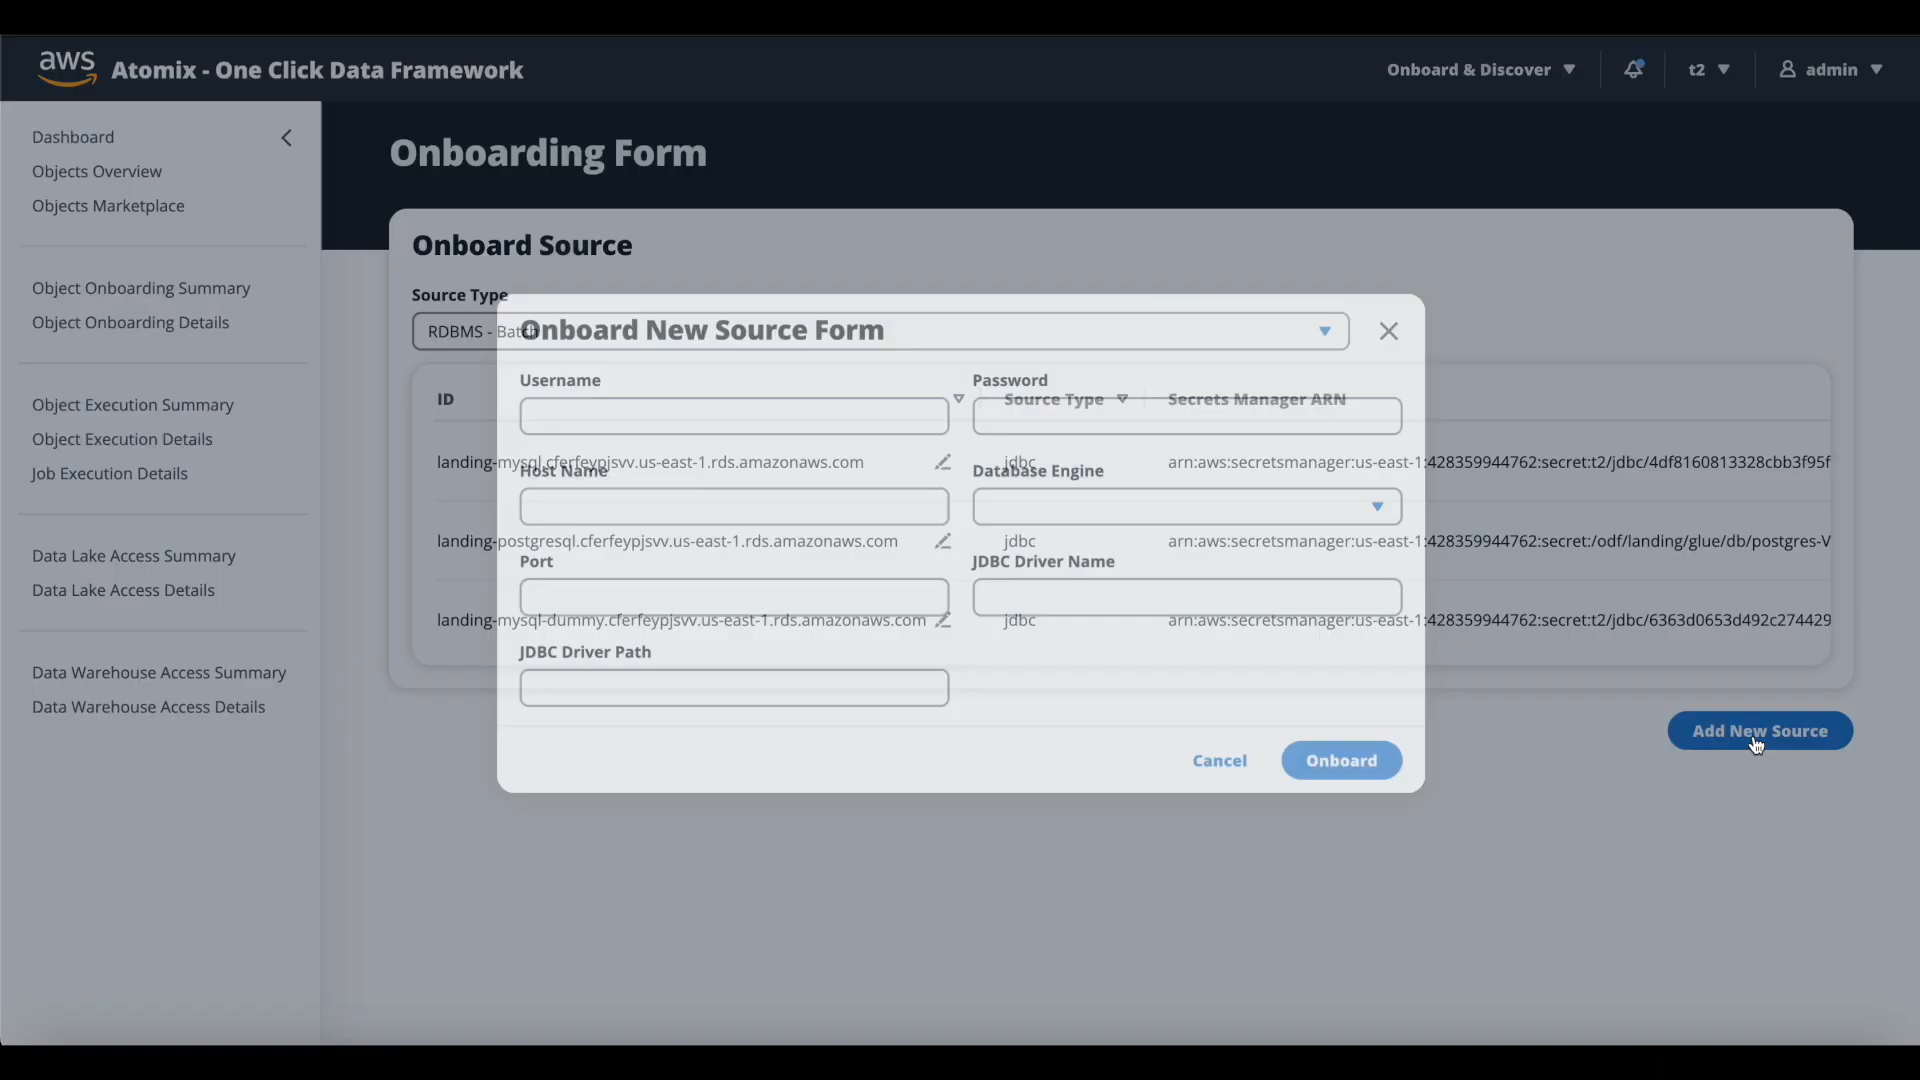 aws Atomix - One Click Data Framework
Onboard & Discover
t2
admin
Dashboard
Objects Overview
Objects Marketplace
Object Onboarding Summary
Object Onboarding Details
Object Execution Summary
Object Execution Details
Job Execution Details
Data Lake Access Summary
Data Lake Access Details
Data Warehouse Access Summary
Data Warehouse Access Details
Onboarding Form
Onboard Source
Source Type
RDBMS - Batch
ID Source Type Secrets Manager ARN
landing-mysql.cferfeypjsvv.us-east-1.rds.amazonaws.com jdbc arn:aws:secretsmanager:us-east-1:428359944762:secret:t2/jdbc/4df8160813328cbb3f95f
landing-postgresql.cferfeypjsvv.us-east-1.rds.amazonaws.com jdbc arn:aws:secretsmanager:us-east-1:428359944762:secret:/odf/landing/glue/db/postgres-V
landing-mysql-dummy.cferfeypjsvv.us-east-1.rds.amazonaws.com jdbc arn:aws:secretsmanager:us-east-1:428359944762:secret:t2/jdbc/6363d0653d492c274429
Onboard New Source Form
Username Password
Host Name Database Engine
Port JDBC Driver Name
JDBC Driver Path
Cancel Onboard
Add New Source